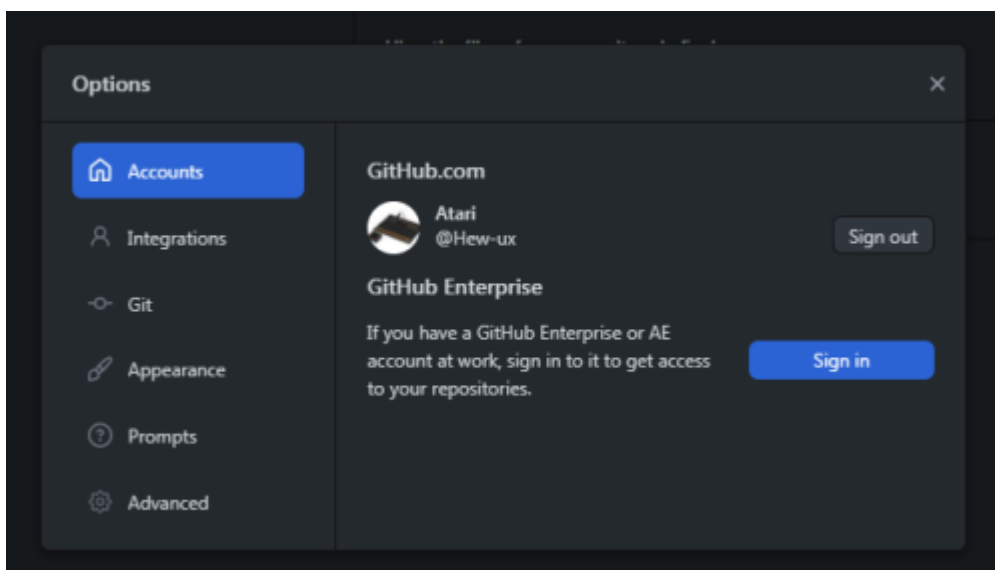 Options
Accounts
Integrations
Git
Appearance
Prompts
Advanced
GitHub.com
Atari
@Hew-ux
Sign out
GitHub Enterprise
If you have a GitHub Enterprise or AE
account at work, sign in to it to get access
to your repositories.
Sign in